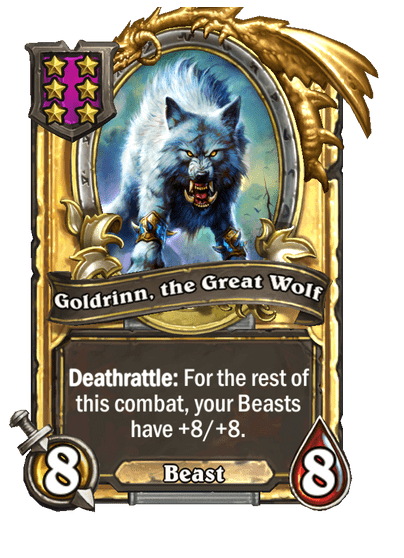 Goldrinn, the Great Wolf
Deathrattle: For the rest of
this combat, your Beasts
have +8/+8.
8
Beast
8